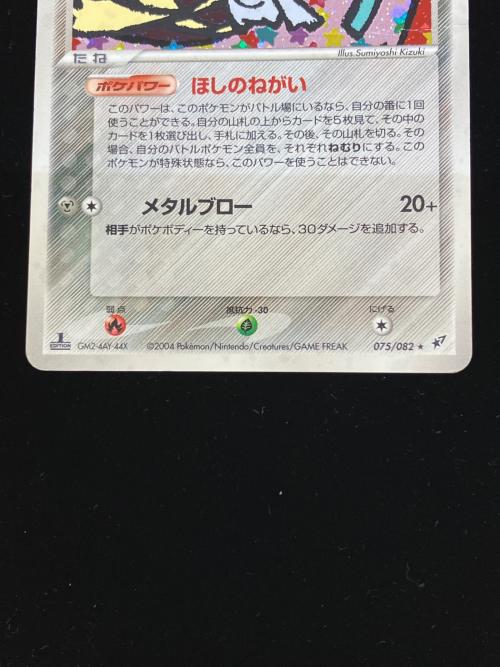 Illus.Sumiyoshi Kizuki
たね
ポケパワー ほしのねがい
このパワーは、このポケモンがバトル場にいるなら、自分の番に1回
使うことができる。自分の山札の上からカードを5枚見て、その中の
カードを1枚選び出し、手札に加える。その後、その山札を切る。その
場合、自分のバトルポケモン全員を、それぞれねむりにする。この
ポケモンが特殊状態なら、このパワーを使うことはできない。
メタルブロー 20+
相手がポケボディーを持っているなら、30ダメージを追加する。
弱点 抵抗力 -30 にげる
1 EDITION GM2-4AY-44X ©2004 Pokémon/Nintendo/Creatures/GAME FREAK 075/082 ★